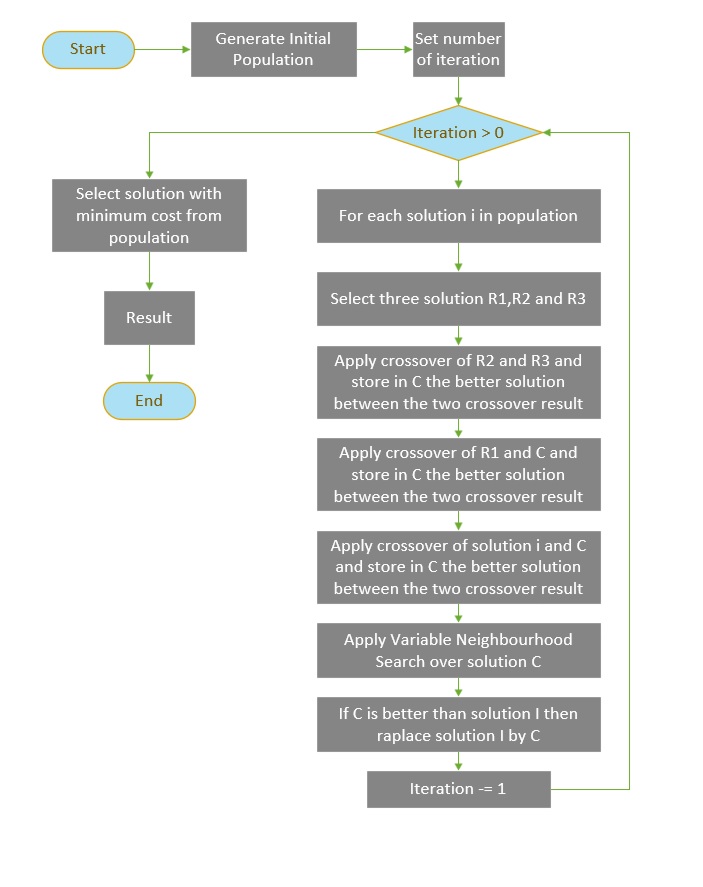 Start
Generate Initial
Population
Set number
of iteration
Iteration > 0
Select solution with
minimum cost from
population
Result
End
For each solution i in population
Select three solution R1,R2 and R3
Apply crossover of R2 and R3 and
store in C the better solution
between the two crossover result
Apply crossover of R1 and C and
store in C the better solution
between the two crossover result
Apply crossover of solution i and C
and store in C the better solution
between the two crossover result
Apply Variable Neighbourhood
Search over solution C
If C is better than solution I then
raplace solution I by C
Iteration -= 1